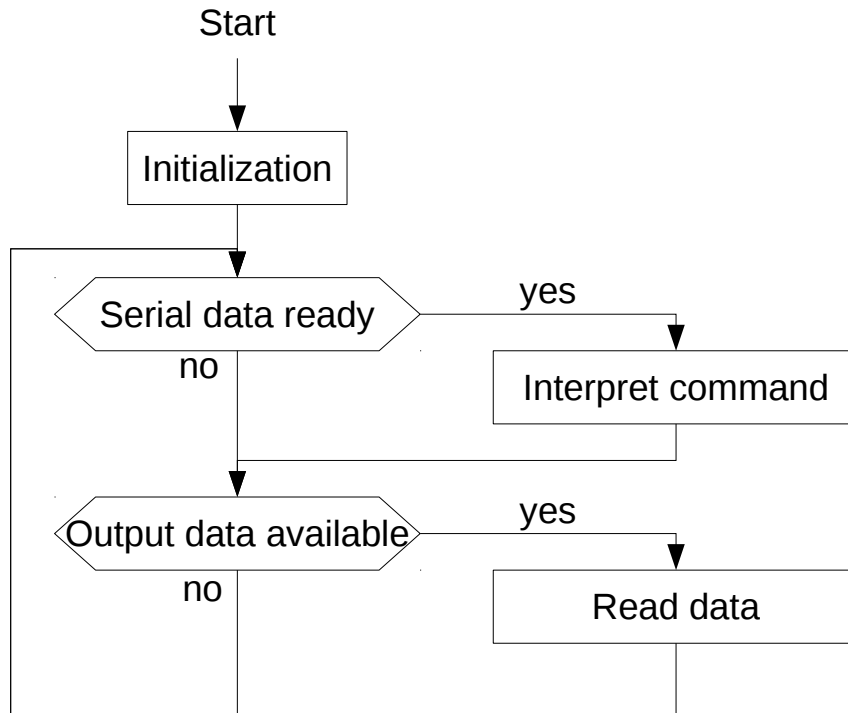 Start
Initialization
Serial data ready
yes
no
Interpret command
Output data available
yes
no
Read data